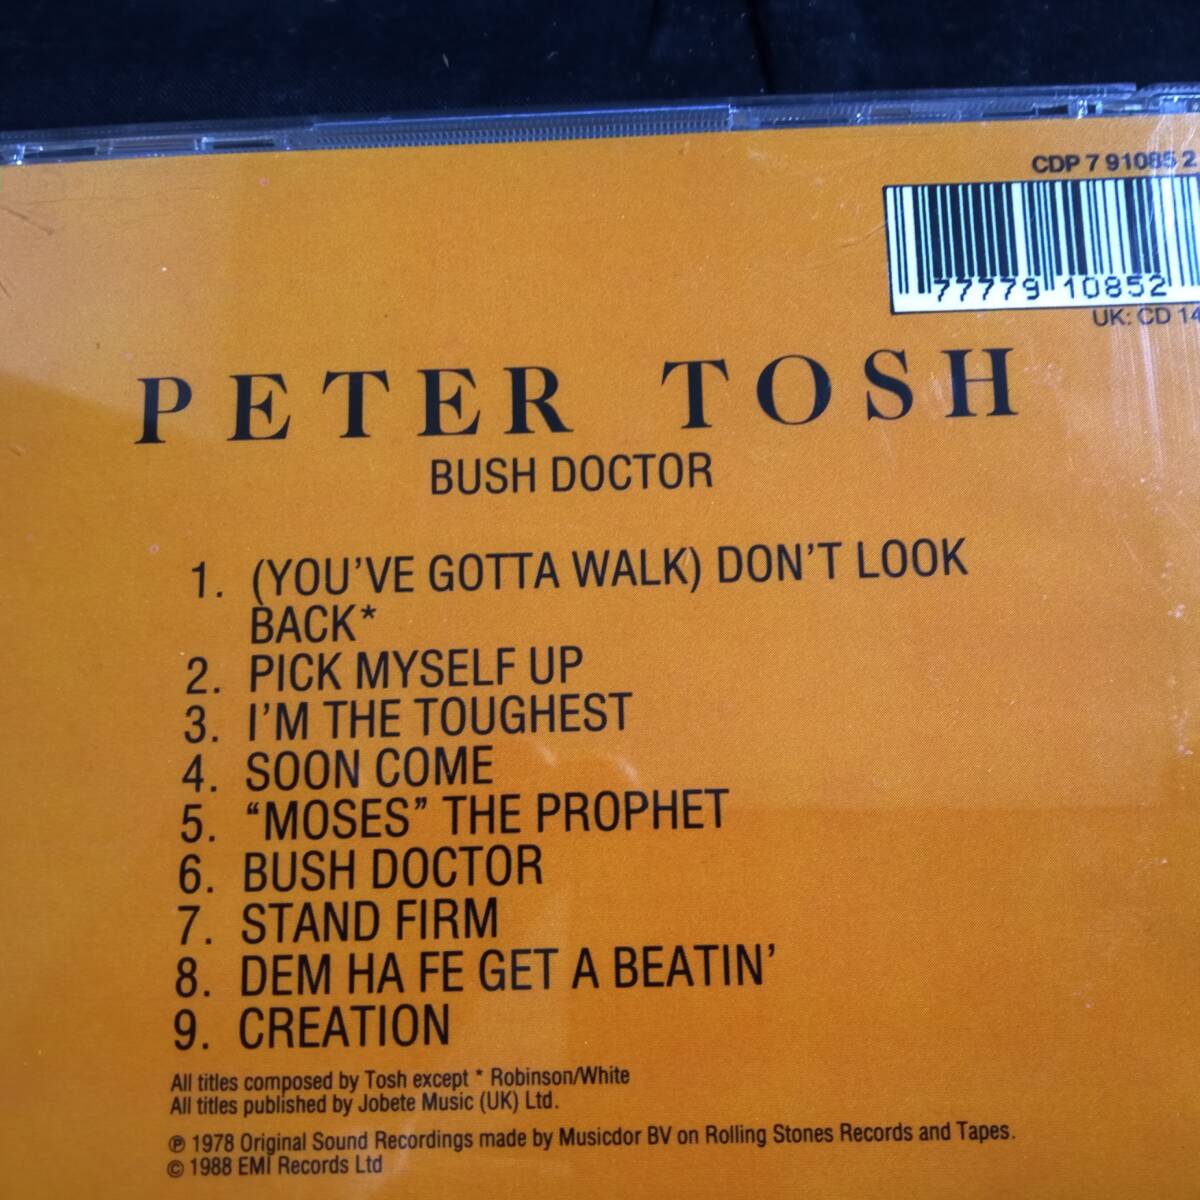 CDP 7 91085 2
77779 10852
UK: CD 14
PETER TOSH
BUSH DOCTOR
1. (YOU'VE GOTTA WALK) DON'T LOOK
BACK*
2. PICK MYSELF UP
3. I'M THE TOUGHEST
4. SOON COME
5. “MOSES” THE PROPHET
6. BUSH DOCTOR
7. STAND FIRM
8. DEM HA FE GET A BEATIN'
9. CREATION
All titles composed by Tosh except * Robinson/White
All titles published by Jobete Music (UK) Ltd.
℗ 1978 Original Sound Recordings made by Musicdor BV on Rolling Stones Records and Tapes.
© 1988 EMI Records Ltd